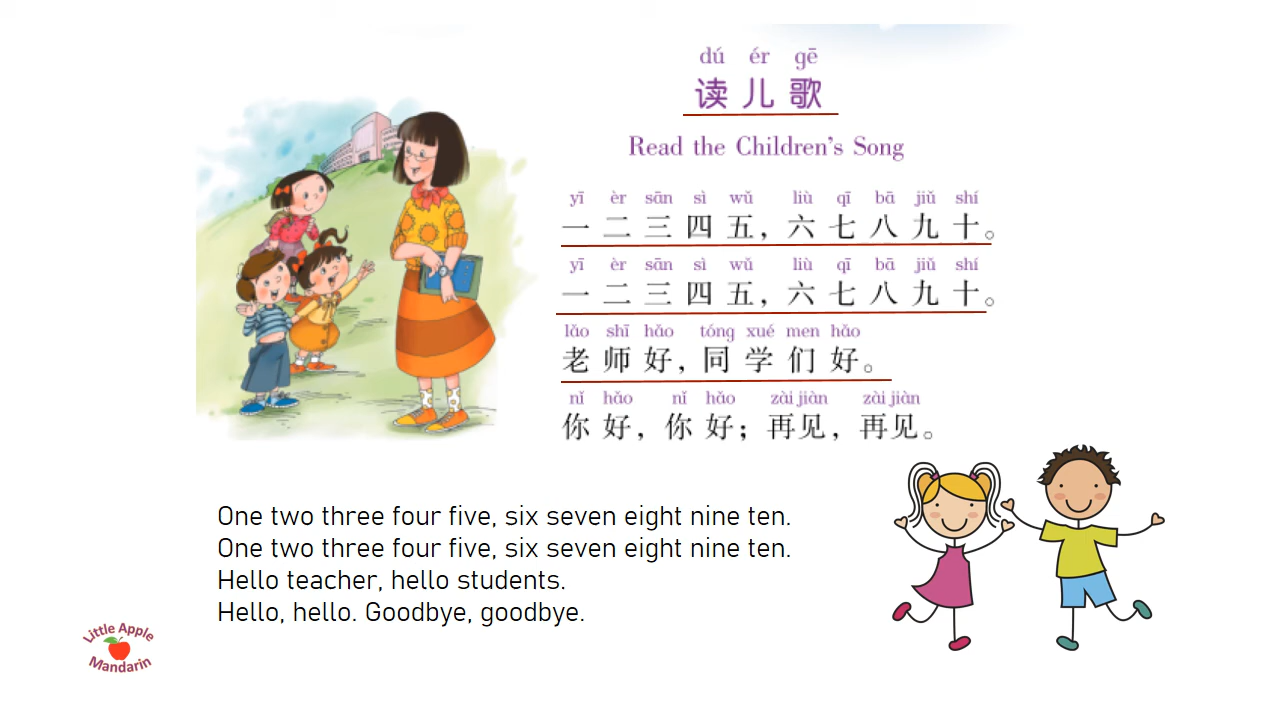 dú ér gē
读儿歌
Read the Children's Song
yī èr sān sì wǔ liù qī bā jiǔ shí
一二三四五，六七八九十。
yī èr sān sì wǔ liù qī bā jiǔ shí
一二三四五，六七八九十。
lǎo shī hǎo tóng xué men hǎo
老师好，同学们好。
nǐ hǎo nǐ hǎo zài jiàn zài jiàn
你好，你好；再见，再见。
One two three four five, six seven eight nine ten.
One two three four five, six seven eight nine ten.
Hello teacher, hello students.
Hello, hello. Goodbye, goodbye.
Little Apple
Mandarin